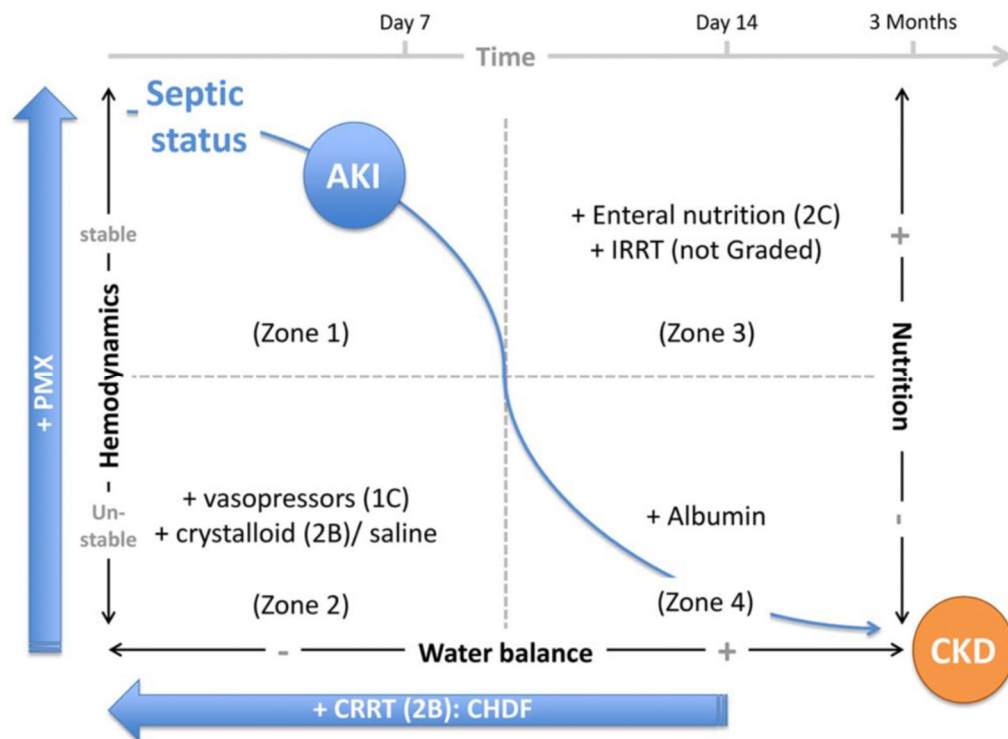 Day 7
Day 14
3 Months
Time
- Septic
status
AKI
stable
+ Enteral nutrition (2C)
+ IRRT (not Graded)
+
(Zone 1)
(Zone 3)
+ PMX
Hemodynamics
Nutrition
Un-
stable
+ vasopressors (1C)
+ crystalloid (2B)/ saline
+ Albumin
-
(Zone 2)
(Zone 4)
- Water balance +
CKD
+ CRRT (2B): CHDF